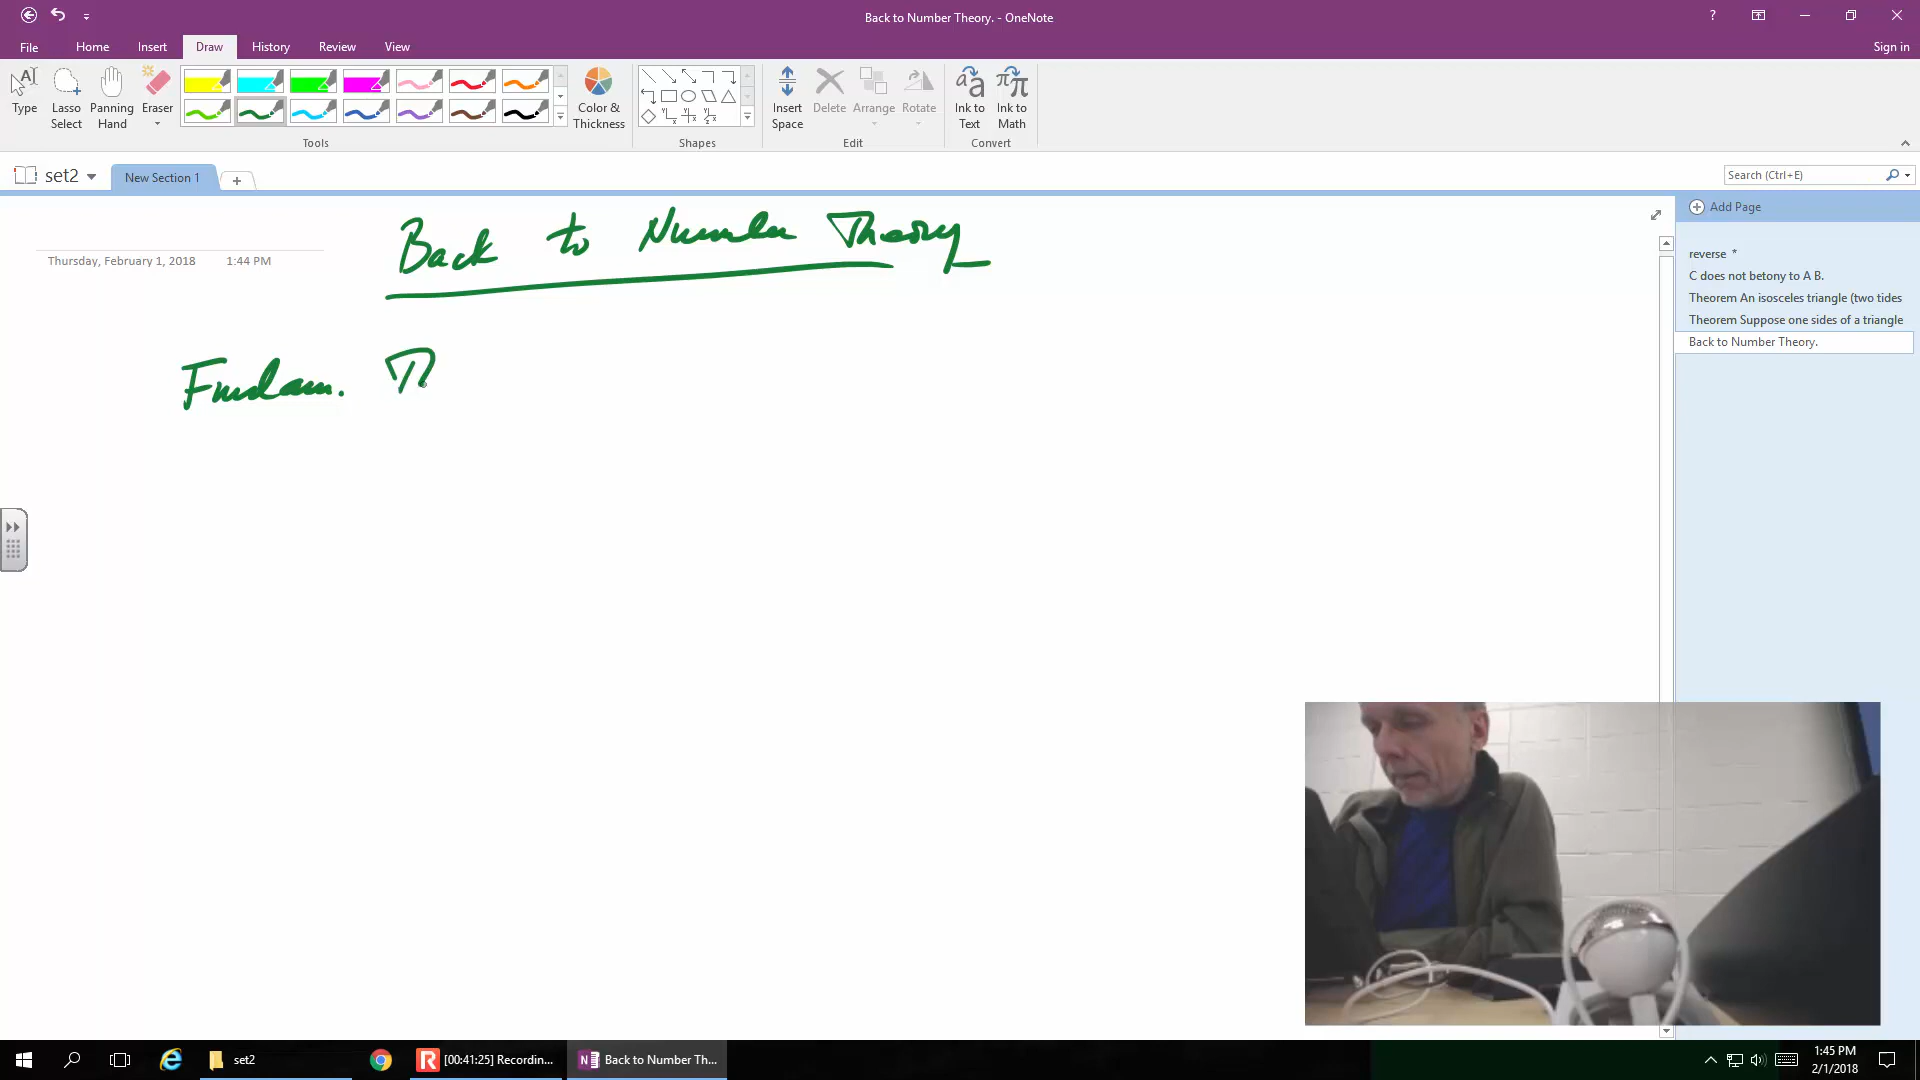 Back to Number Theory. - OneNote
File Home Insert Draw History Review View Sign in
Type Lasso Select Panning Hand Eraser Color & Thickness Insert Space Delete Arrange Rotate Ink to Text Ink to Math
Tools Shapes Edit Convert
set2 New Section 1 Search (Ctrl+E)
Add Page
Back to Number Theory
Thursday, February 1, 2018 1:44 PM
reverse *
C does not betony to A B.
Theorem An isosceles triangle (two tides
Theorem Suppose one sides of a triangle
Back to Number Theory.
Fundam.
set2 [00:41:25] Recordin... Back to Number Th... 1:45 PM
2/1/2018